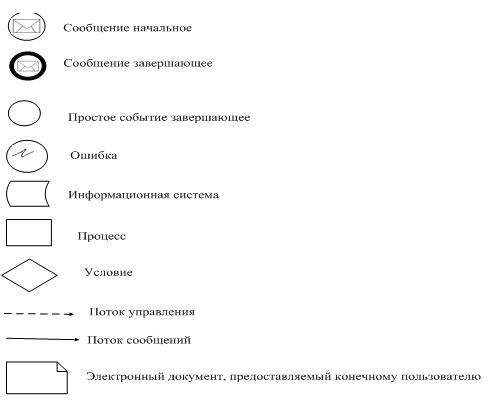 Сообщение начальное
Сообщение завершающее
Простое событие завершающее
Ошибка
Информационная система
Процесс
Условие
Поток управления
Поток сообщений
Электронный документ, предоставляемый конечному пользователю